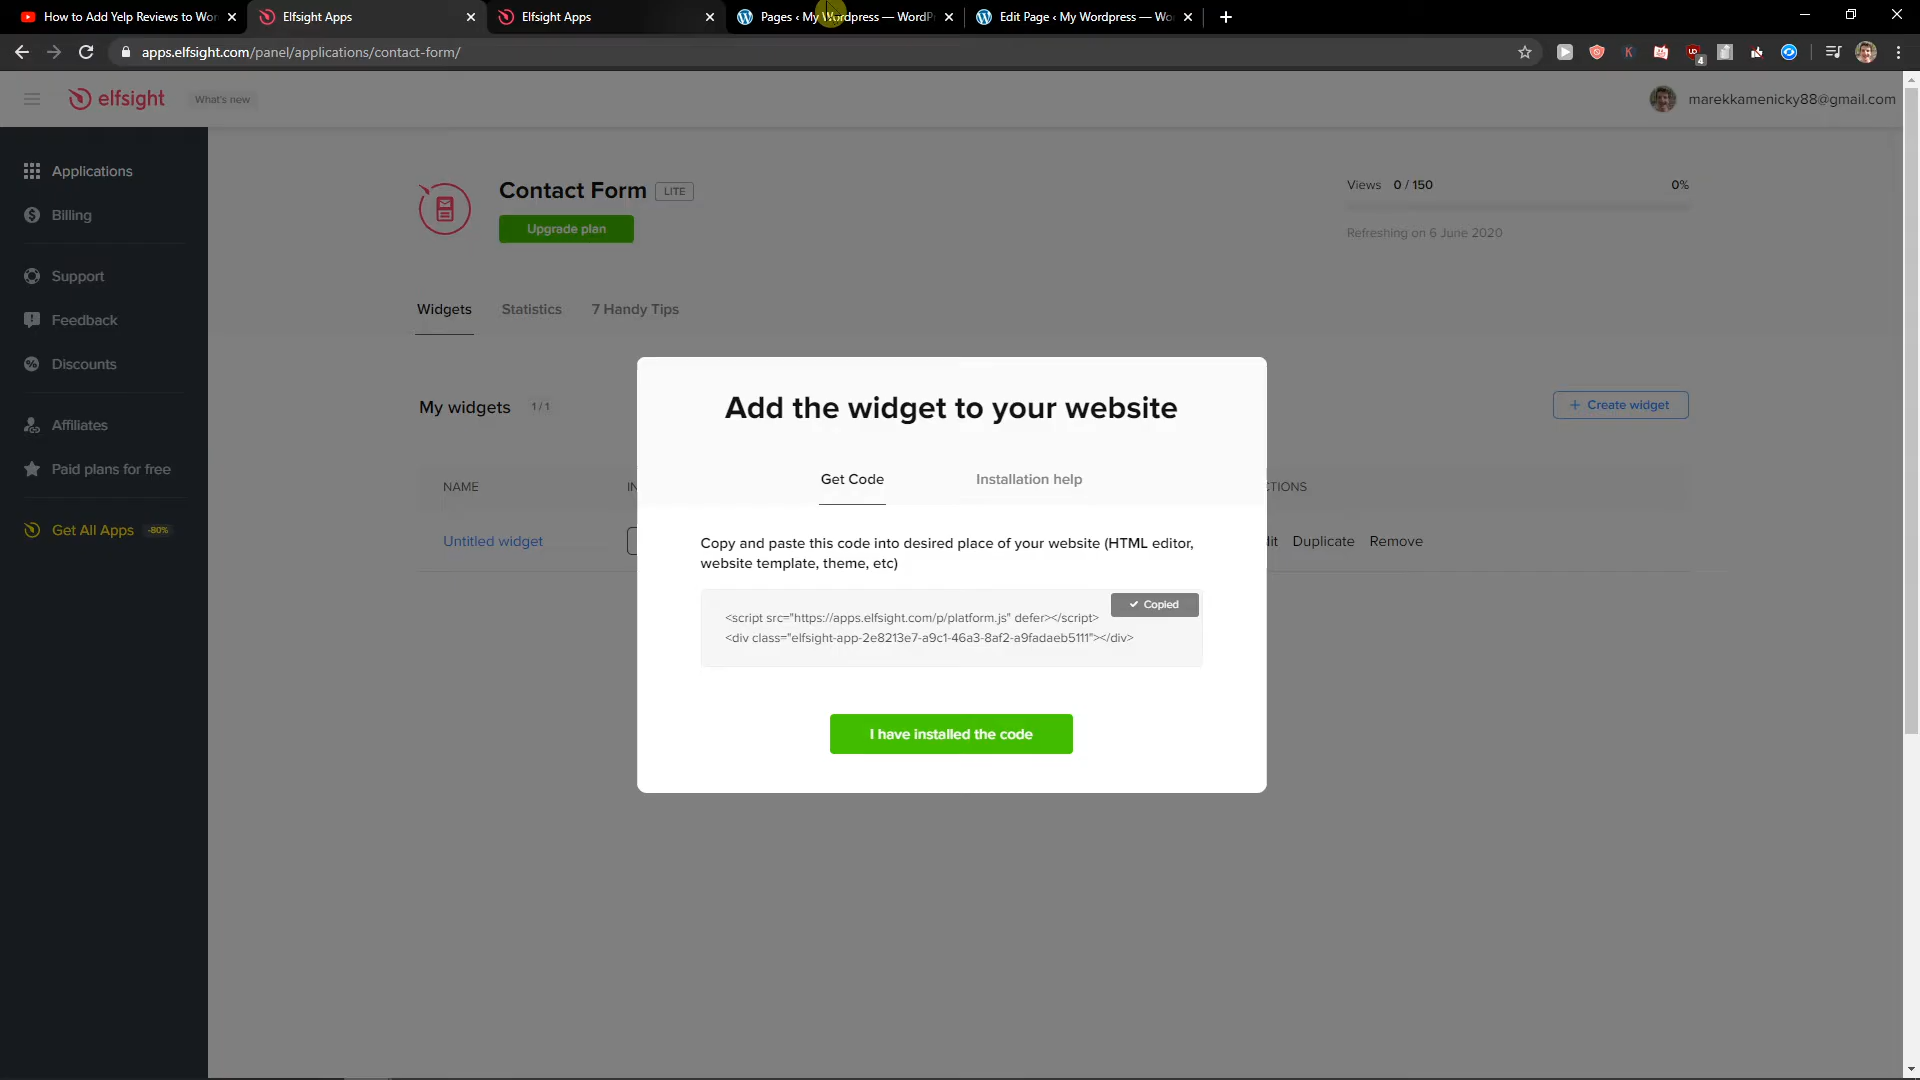 How to Add Yelp Reviews to Wor
Elfsight Apps
Elfsight Apps
Pages ‹ My Wordpress — WordP
Edit Page ‹ My Wordpress — Wo
apps.elfsight.com/panel/applications/contact-form/
K
UD
4
elfsight
What's new
marekkamenicky88@gmail.com
Applications
Billing
Support
Feedback
Discounts
Affiliates
Paid plans for free
Get All Apps -80%
Contact Form LITE
Upgrade plan
Views 0 / 150 0%
Refreshing on 6 June 2020
Widgets Statistics 7 Handy Tips
My widgets 1 / 1
+ Create widget
NAME IN
CTIONS
Untitled widget
dit Duplicate Remove
Add the widget to your website
Get Code Installation help
Copy and paste this code into desired place of your website (HTML editor,
website template, theme, etc)
Copied
<script src="https://apps.elfsight.com/p/platform.js" defer></script>
<div class="elfsight-app-2e8213e7-a9c1-46a3-8af2-a9fadaeb5111"></div>
I have installed the code